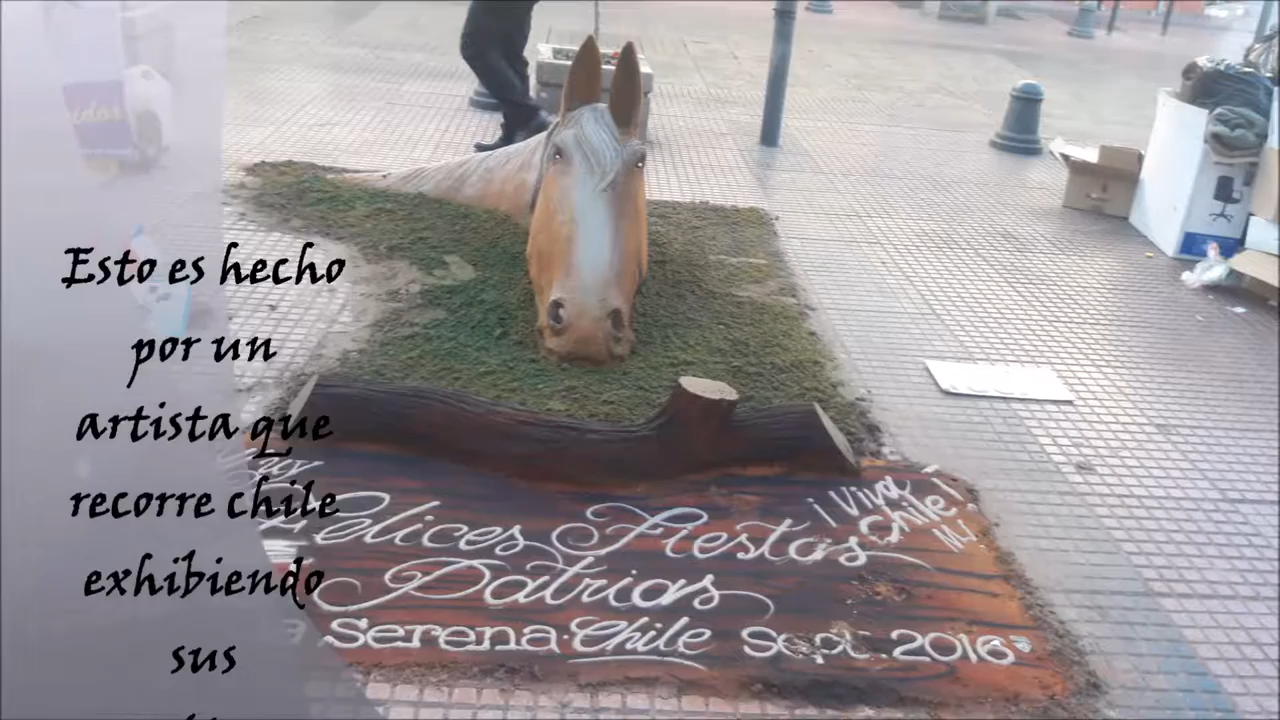 Esto es hecho
por un
artista que
recorre chile
exhibiendo
sus
Muy
Felices Fiestas
Patrias
¡Viva
Chile!
Serena-Chile Sept. 2016